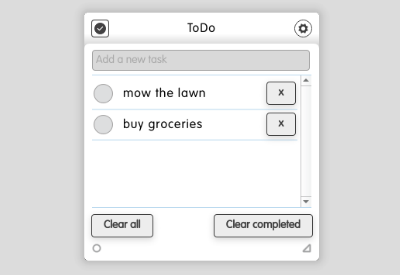 ToDo
Add a new task
mow the lawn x
buy groceries x
Clear all Clear completed